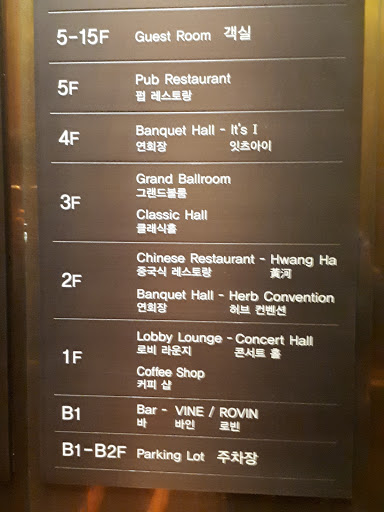 5-15F Guest Room 객실
5F Pub Restaurant
펍 레스토랑
4F Banquet Hall - It's I
연회장 잇츠아이
3F Grand Ballroom
그랜드볼룸
Classic Hall
클래식홀
2F Chinese Restaurant - Hwang Ha
중국식 레스토랑 黃河
Banquet Hall - Herb Convention
연회장 허브 컨벤션
1F Lobby Lounge - Concert Hall
로비 라운지 콘서트 홀
Coffee Shop
커피 샵
B1 Bar - VINE / ROVIN
바 바인 로빈
B1-B2F Parking Lot 주차장